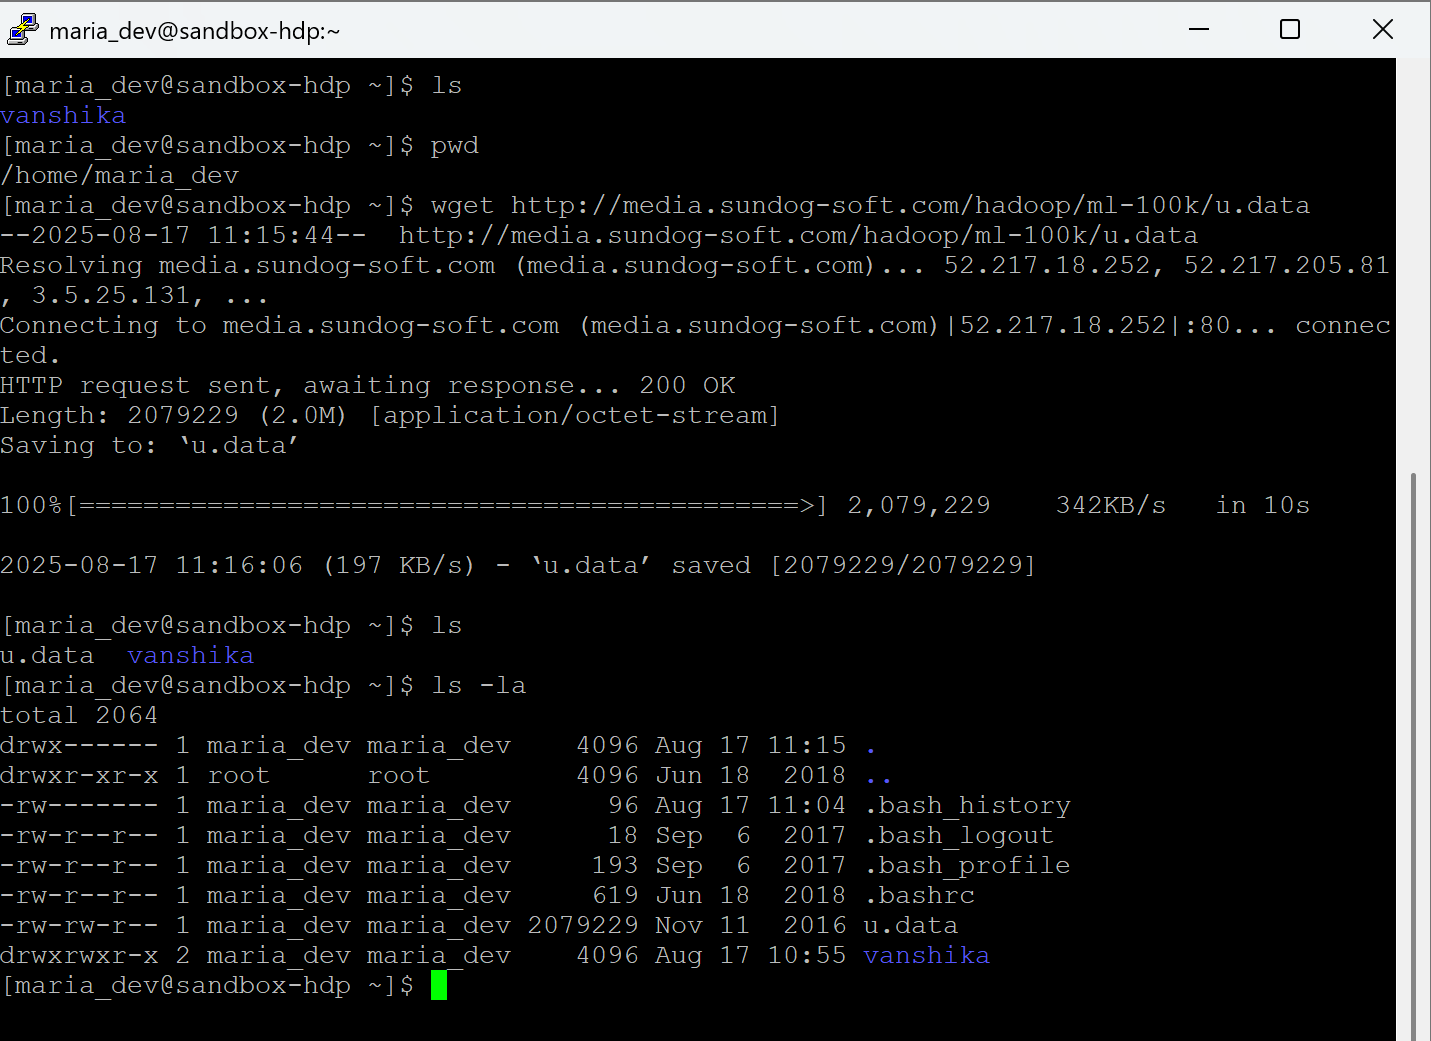 maria_dev@sandbox-hdp:~
[maria_dev@sandbox-hdp ~]$ ls
vanshika
[maria_dev@sandbox-hdp ~]$ pwd
/home/maria_dev
[maria_dev@sandbox-hdp ~]$ wget http://media.sundog-soft.com/hadoop/ml-100k/u.data
--2025-08-17 11:15:44--  http://media.sundog-soft.com/hadoop/ml-100k/u.data
Resolving media.sundog-soft.com (media.sundog-soft.com)... 52.217.18.252, 52.217.205.81
, 3.5.25.131, ...
Connecting to media.sundog-soft.com (media.sundog-soft.com)|52.217.18.252|:80... connec
ted.
HTTP request sent, awaiting response... 200 OK
Length: 2079229 (2.0M) [application/octet-stream]
Saving to: ‘u.data’
100%[=============================================>] 2,079,229    342KB/s   in 10s
2025-08-17 11:16:06 (197 KB/s) - ‘u.data’ saved [2079229/2079229]
[maria_dev@sandbox-hdp ~]$ ls
u.data  vanshika
[maria_dev@sandbox-hdp ~]$ ls -la
total 2064
drwx------ 1 maria_dev maria_dev    4096 Aug 17 11:15 .
drwxr-xr-x 1 root      root         4096 Jun 18  2018 ..
-rw------- 1 maria_dev maria_dev      96 Aug 17 11:04 .bash_history
-rw-r--r-- 1 maria_dev maria_dev      18 Sep  6  2017 .bash_logout
-rw-r--r-- 1 maria_dev maria_dev     193 Sep  6  2017 .bash_profile
-rw-r--r-- 1 maria_dev maria_dev     619 Jun 18  2018 .bashrc
-rw-rw-r-- 1 maria_dev maria_dev 2079229 Nov 11  2016 u.data
drwxrwxr-x 2 maria_dev maria_dev    4096 Aug 17 10:55 vanshika
[maria_dev@sandbox-hdp ~]$